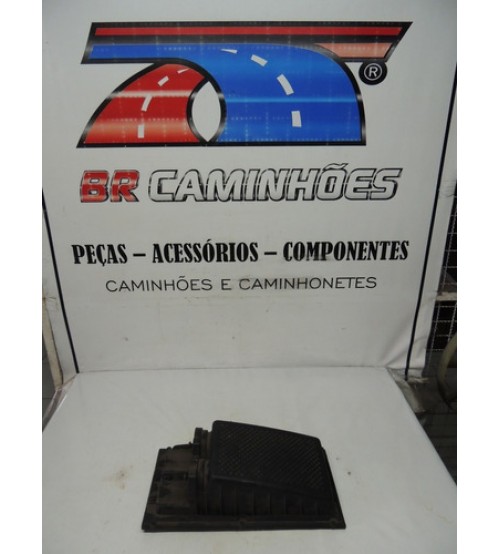 ®
BR CAMINHÕES
PEÇAS – ACESSÓRIOS – COMPONENTES
CAMINHÕES E CAMINHONETES